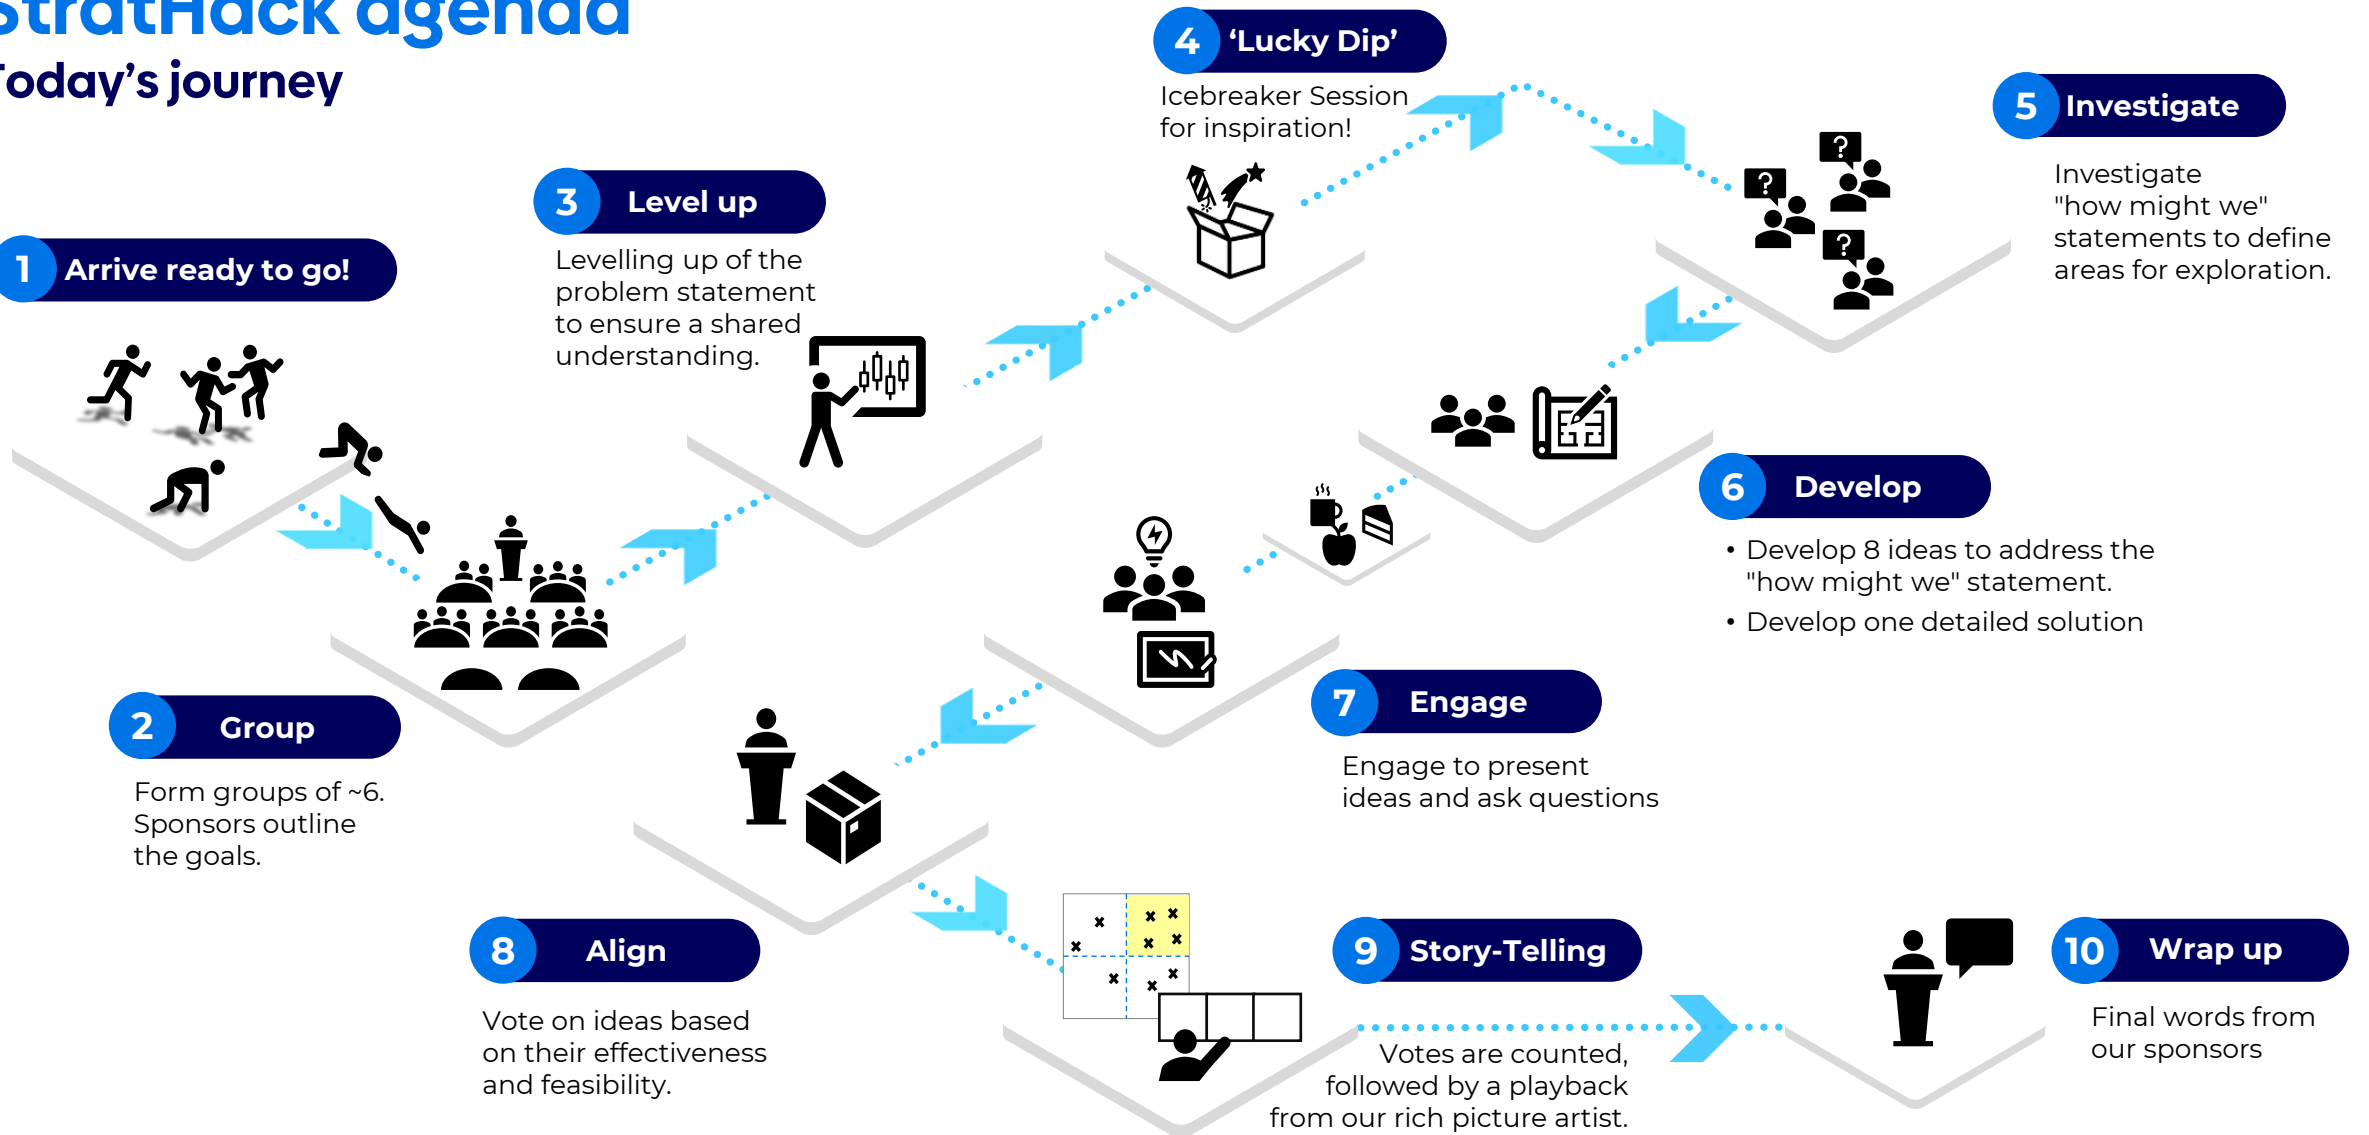 StratHack agenda
Today's journey
1 Arrive ready to go!
2 Group
Form groups of ~6.
Sponsors outline
the goals.
3 Level up
Levelling up of the
problem statement
to ensure a shared
understanding.
4 ‘Lucky Dip’
Icebreaker Session
for inspiration!
5 Investigate
Investigate
"how might we"
statements to define
areas for exploration.
? ? ?
6 Develop
• Develop 8 ideas to address the
"how might we" statement.
• Develop one detailed solution
7 Engage
Engage to present
ideas and ask questions
8 Align
Vote on ideas based
on their effectiveness
and feasibility.
9 Story-Telling
Votes are counted,
followed by a playback
from our rich picture artist.
10 Wrap up
Final words from
our sponsors